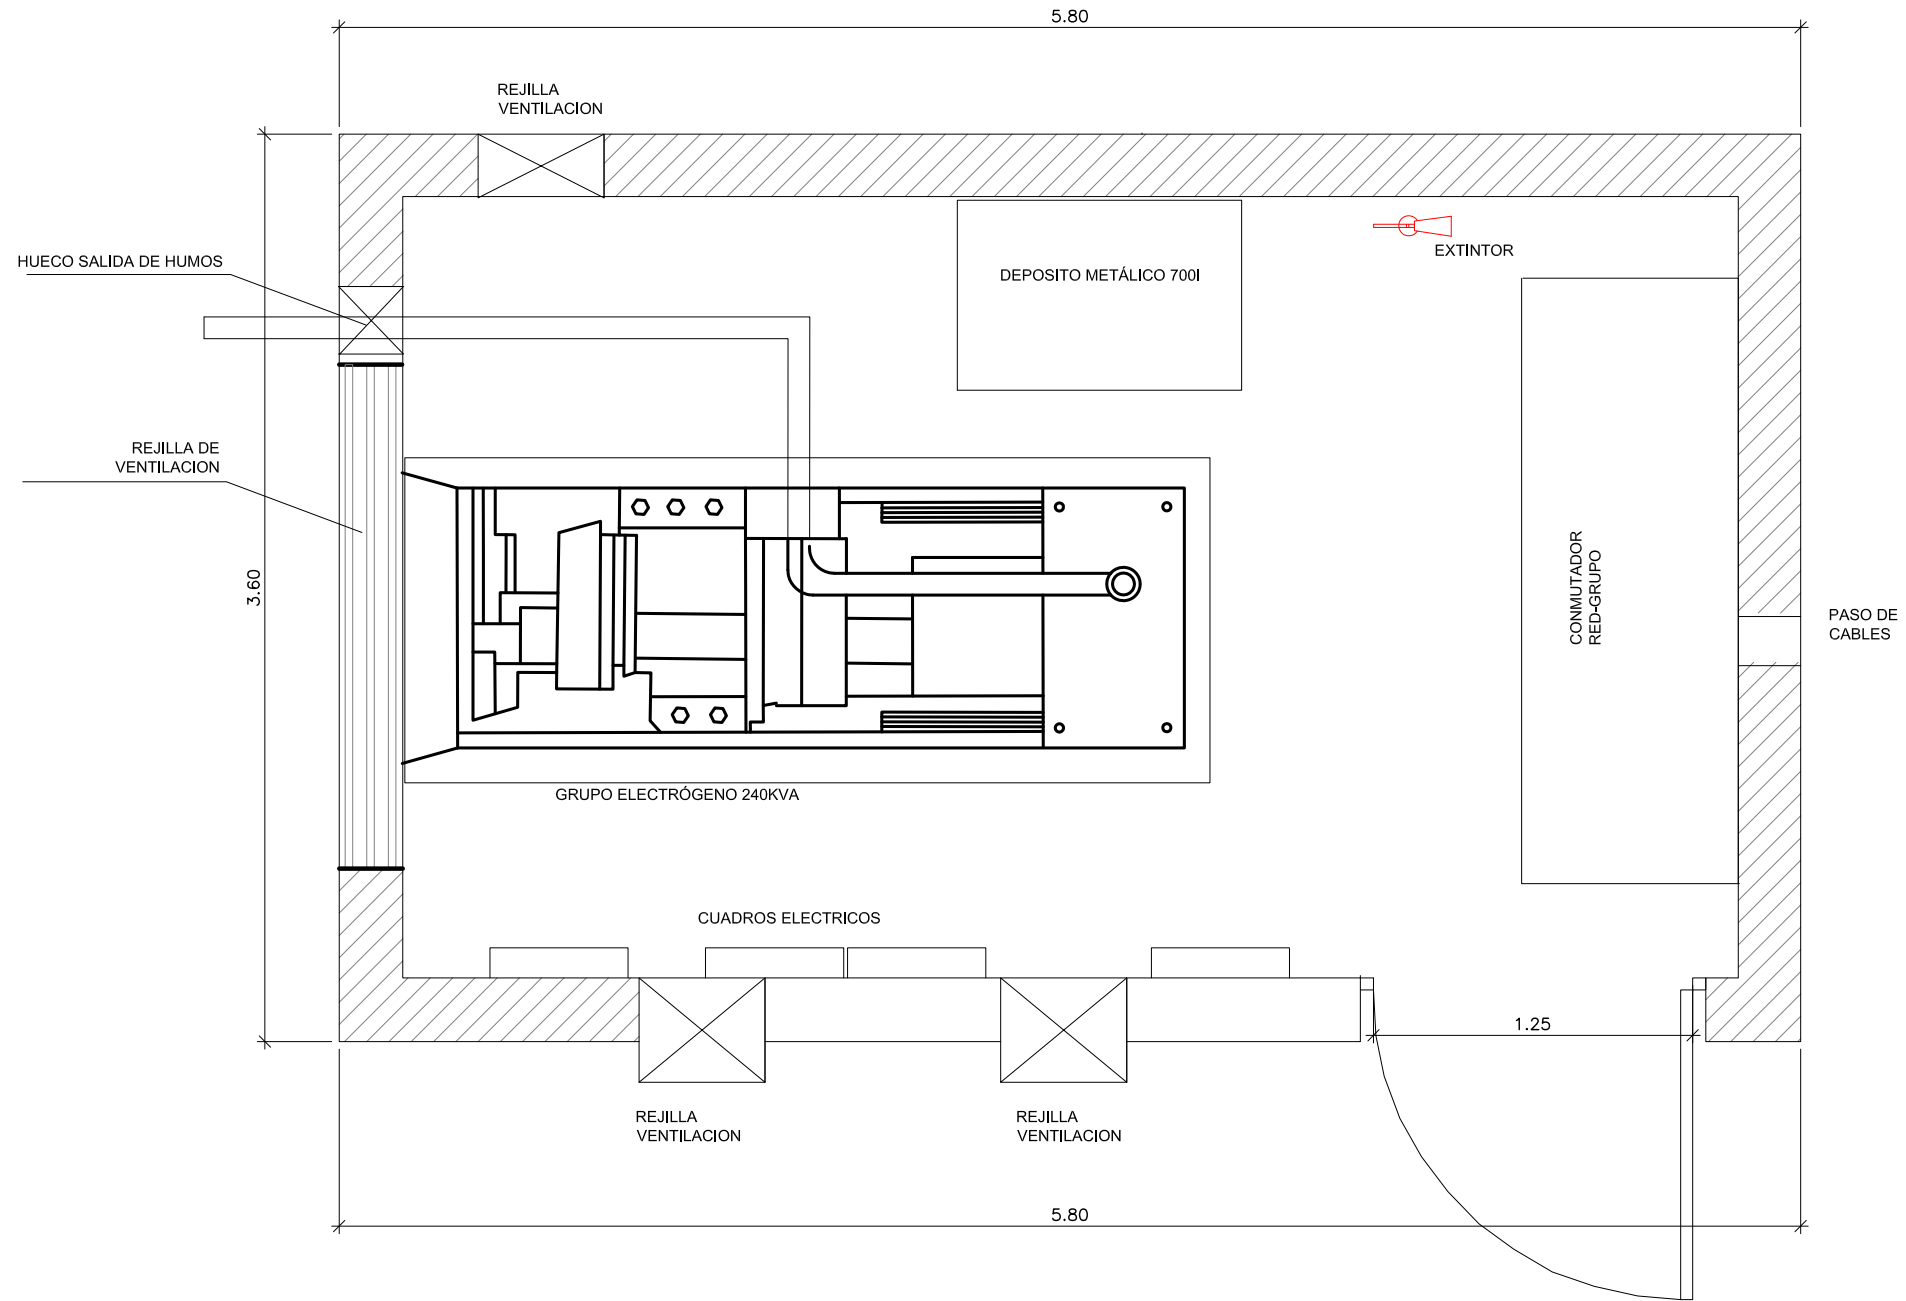 5.80
REJILLA
VENTILACION
HUECO SALIDA DE HUMOS
EXTINTOR
DEPOSITO METÁLICO 700l
REJILLA DE
VENTILACION
3.60
CONMUTADOR
RED-GRUPO
PASO DE
CABLES
GRUPO ELECTRÓGENO 240KVA
CUADROS ELECTRICOS
1.25
REJILLA
VENTILACION
REJILLA
VENTILACION
5.80